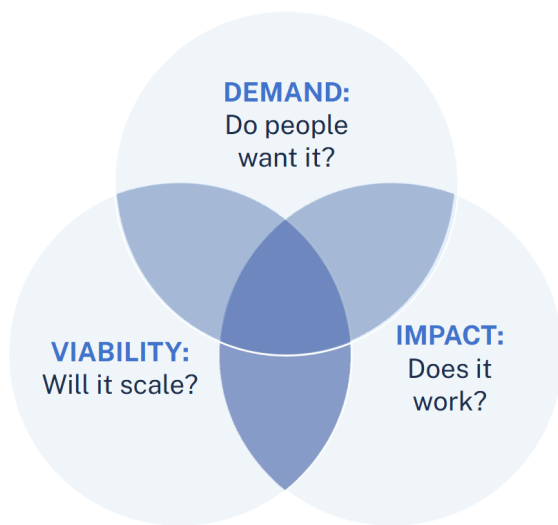 DEMAND:
Do people
want it?
VIABILITY:
Will it scale?
IMPACT:
Does it
work?